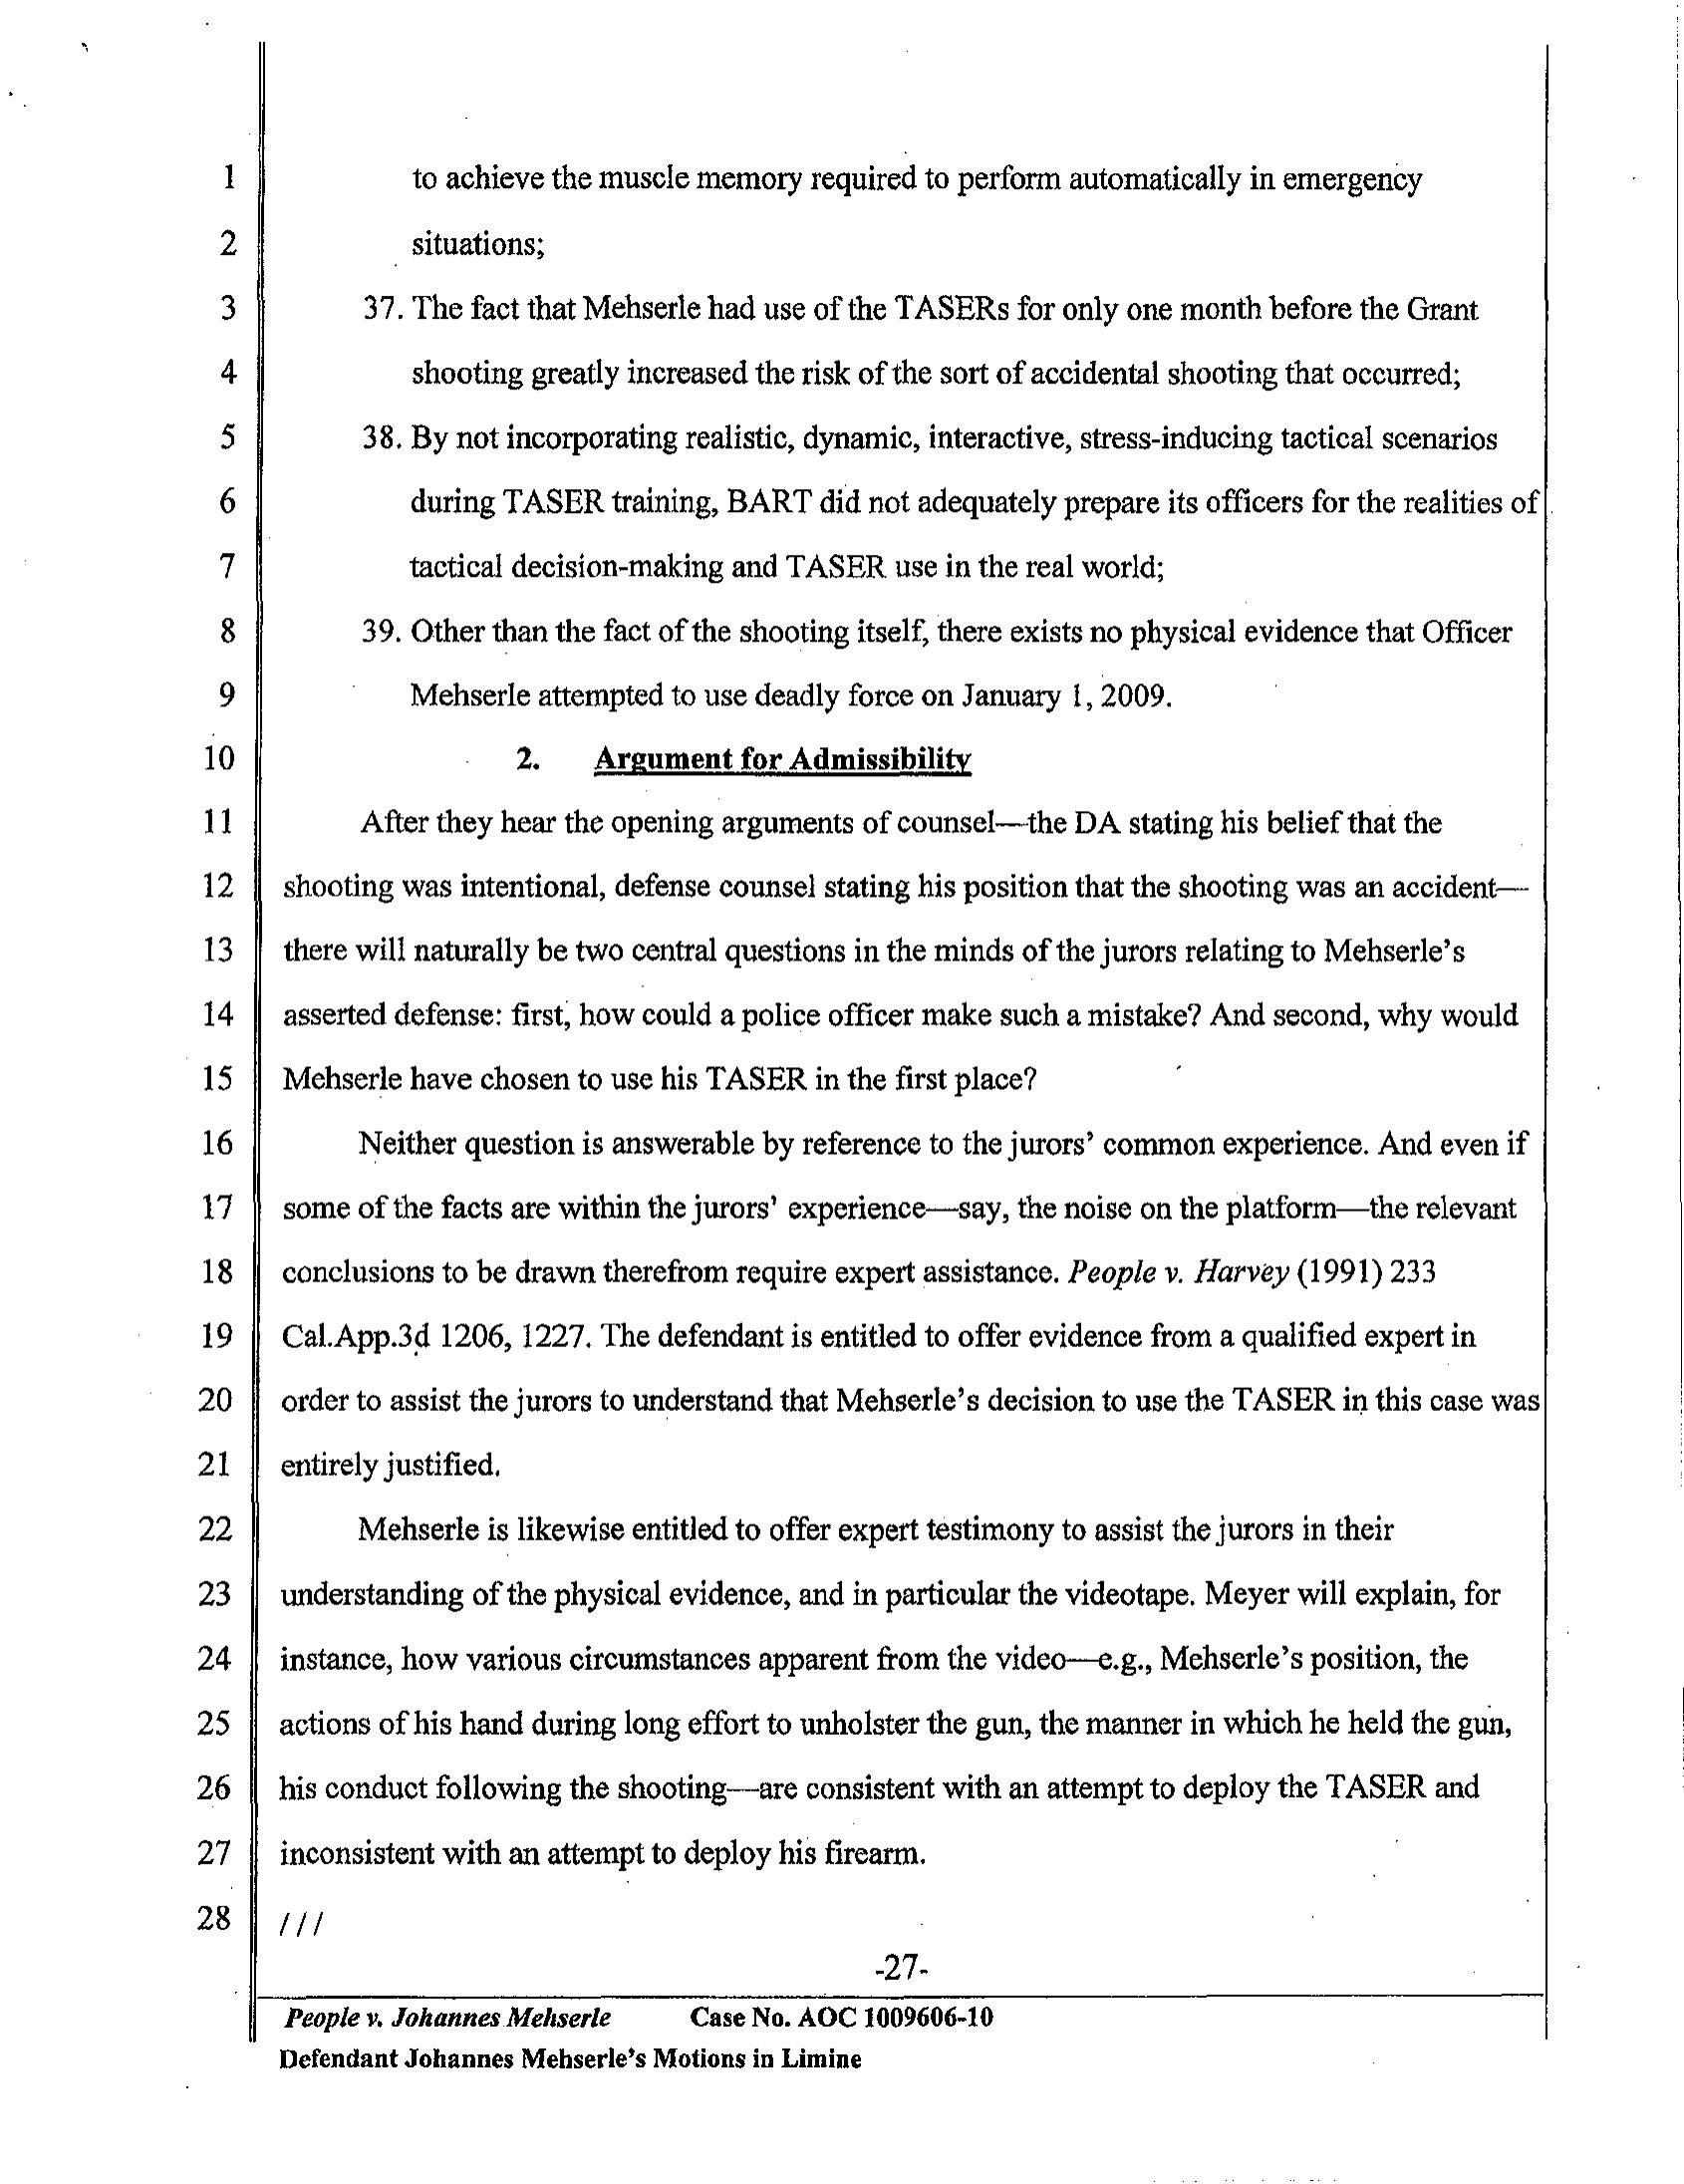 1 to achieve the muscle memory required to perform automatically in emergency
2 situations;
3 37. The fact that Mehserle had use of the TASERs for only one month before the Grant
4 shooting greatly increased the risk of the sort of accidental shooting that occurred;
5 38. By not incorporating realistic, dynamic, interactive, stress-inducing tactical scenarios
6 during TASER training, BART did not adequately prepare its officers for the realities of
7 tactical decision-making and TASER use in the real world;
8 39. Other than the fact of the shooting itself, there exists no physical evidence that Officer
9 Mehserle attempted to use deadly force on January 1, 2009.
10 2. Argument for Admissibility
11 After they hear the opening arguments of counsel—the DA stating his belief that the
12 shooting was intentional, defense counsel stating his position that the shooting was an accident—
13 there will naturally be two central questions in the minds of the jurors relating to Mehserle's
14 asserted defense: first, how could a police officer make such a mistake? And second, why would
15 Mehserle have chosen to use his TASER in the first place?
16 Neither question is answerable by reference to the jurors' common experience. And even if
17 some of the facts are within the jurors' experience—say, the noise on the platform—the relevant
18 conclusions to be drawn therefrom require expert assistance. People v. Harvey (1991) 233
19 Cal.App.3d 1206, 1227. The defendant is entitled to offer evidence from a qualified expert in
20 order to assist the jurors to understand that Mehserle's decision to use the TASER in this case was
21 entirely justified.
22 Mehserle is likewise entitled to offer expert testimony to assist the jurors in their
23 understanding of the physical evidence, and in particular the videotape. Meyer will explain, for
24 instance, how various circumstances apparent from the video—e.g., Mehserle's position, the
25 actions of his hand during long effort to unholster the gun, the manner in which he held the gun,
26 his conduct following the shooting—are consistent with an attempt to deploy the TASER and
27 inconsistent with an attempt to deploy his firearm.
28 ///
-27-
People v. Johannes Mehserle Case No. AOC 1009606-10
Defendant Johannes Mehserle's Motions in Limine